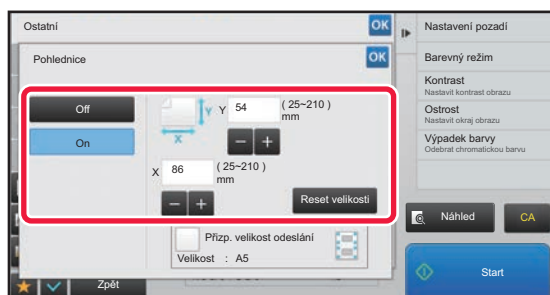 Ostatní
OK
Pohlednice
OK
Off
On
Y
Y 54 ( 25~210 )
mm
X
X 86 ( 25~210 )
mm
Reset velikosti
Přizp. velikost odeslání
Velikost : A5
Zpět
Nastavení pozadí
Barevný režim
Kontrast
Nastavit kontrast obrazu
Ostrost
Nastavit okraj obrazu
Výpadek barvy
Odebrat chromatickou barvu
Náhled
CA
Start